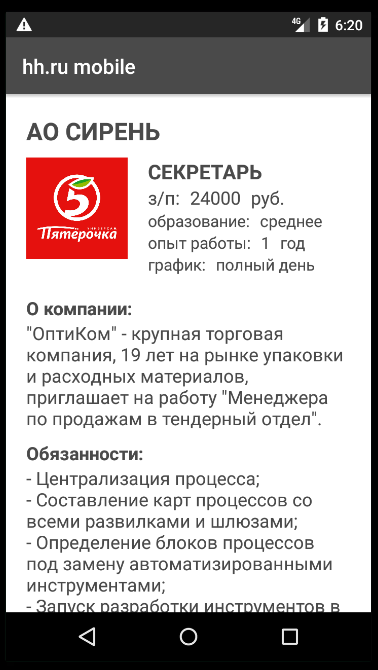 4G 6:20
hh.ru mobile
АО СИРЕНЬ
5
Пятерочка
СЕКРЕТАРЬ
з/п: 24000 руб.
образование: среднее
опыт работы: 1 год
график: полный день
О компании:
"ОптиКом" - крупная торговая
компания, 19 лет на рынке упаковки
и расходных материалов,
приглашает на работу "Менеджера
по продажам в тендерный отдел".
Обязанности:
- Централизация процесса;
- Составление карт процессов со
всеми развилками и шлюзами;
- Определение блоков процессов
под замену автоматизированными
инструментами;
- Запуск разработки инструментов в